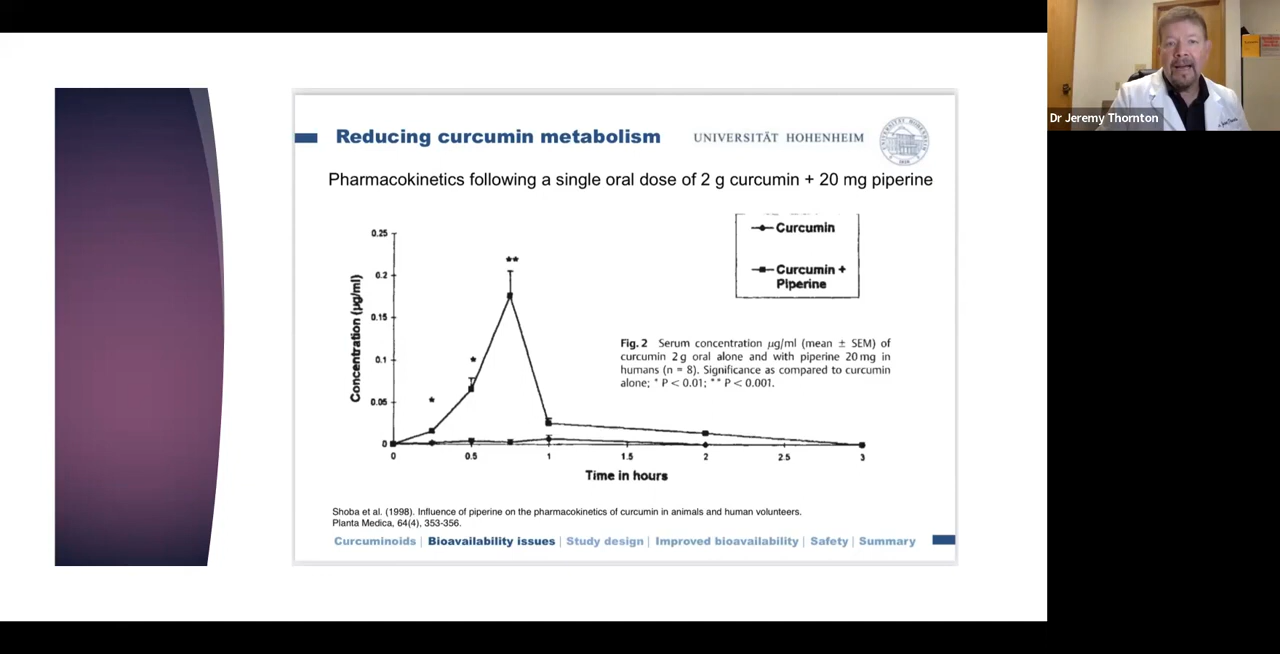 Reducing curcumin metabolism
UNIVERSITÄT HOHENHEIM
Pharmacokinetics following a single oral dose of 2 g curcumin + 20 mg piperine
Concentration (µg/ml)
0.25
0.2
0.15
0.1
0.05
0
**
*
*
0
0.5
1
1.5
2
2.5
3
Time in hours
Curcumin
Curcumin +
Piperine
Fig. 2 Serum concentration µg/ml (mean ± SEM) of
curcumin 2 g oral alone and with piperine 20 mg in
humans (n = 8). Significance as compared to curcumin
alone; * P < 0.01; ** P < 0.001.
Shoba et al. (1998). Influence of piperine on the pharmacokinetics of curcumin in animals and human volunteers.
Planta Medica, 64(4), 353-356.
Curcuminoids | Bioavailability issues | Study design | Improved bioavailability | Safety | Summary
Dr Jeremy Thornton